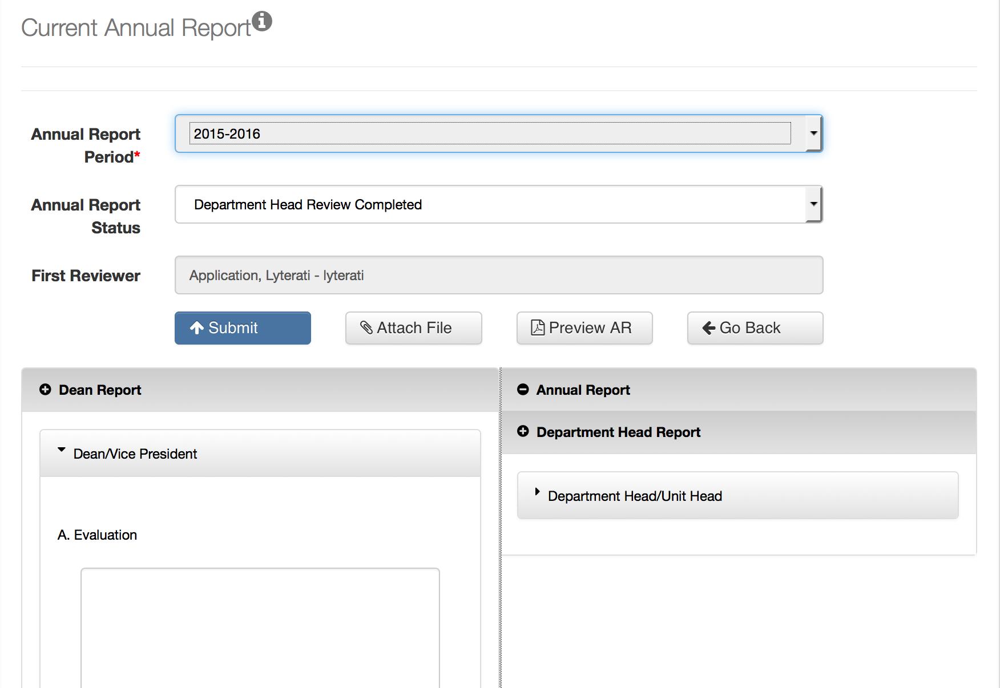 Current Annual Report
Annual Report
Period*
2015-2016
Annual Report
Status
Department Head Review Completed
First Reviewer
Application, Lyterati - lyterati
Submit
Attach File
Preview AR
Go Back
Dean Report
Dean/Vice President
A. Evaluation
Annual Report
Department Head Report
Department Head/Unit Head